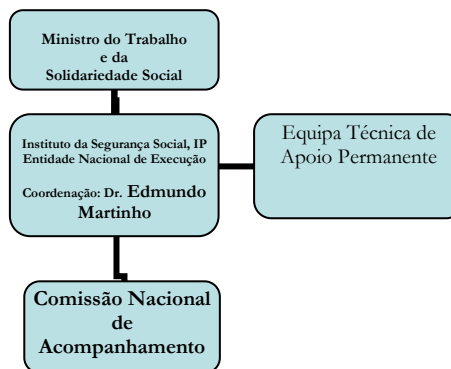 Ministro do Trabalho
e da
Solidariedade Social
Instituto da Segurança Social, IP
Entidade Nacional de Execução
Coordenação: Dr. Edmundo
Martinho
Equipa Técnica de
Apoio Permanente
Comissão Nacional
de
Acompanhamento